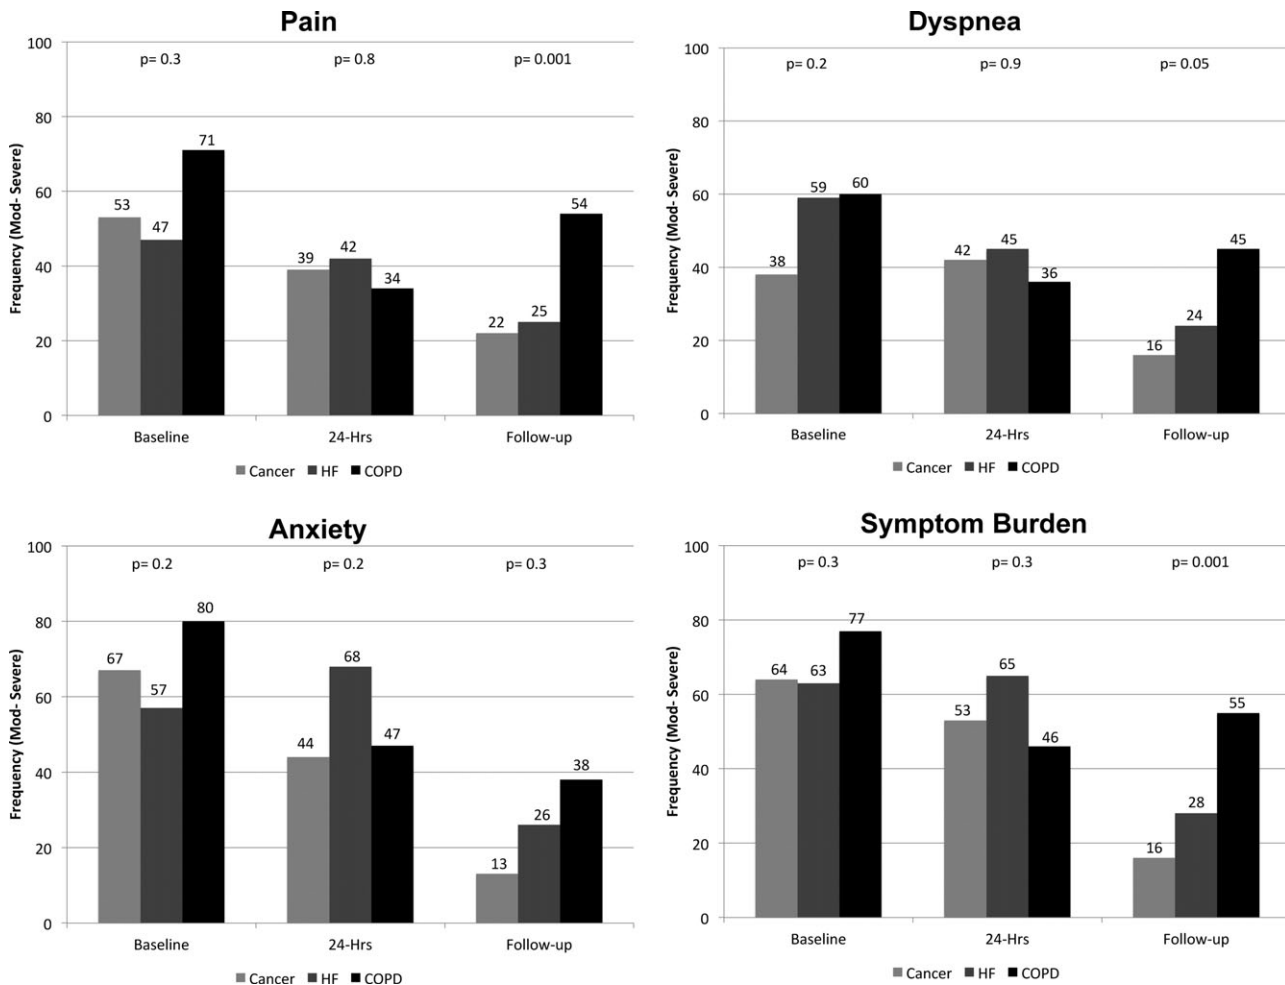 Pain
Frequency (Mod- Severe)
100
80
60
40
20
0
p= 0.3
p= 0.8
p= 0.001
53
47
71
39
42
34
22
25
54
Baseline
24-Hrs
Follow-up
Cancer HF COPD
Dyspnea
Frequency (Mod- Severe)
100
80
60
40
20
0
p= 0.2
p= 0.9
p= 0.05
38
59
60
42
45
36
16
24
45
Baseline
24-Hrs
Follow-up
Cancer HF COPD
Anxiety
Frequency (Mod- Severe)
100
80
60
40
20
0
p= 0.2
p= 0.2
p= 0.3
67
57
80
44
68
47
13
26
38
Baseline
24-Hrs
Follow-up
Cancer HF COPD
Symptom Burden
Frequency (Mod- Severe)
100
80
60
40
20
0
p= 0.3
p= 0.3
p= 0.001
64
63
77
53
65
46
16
28
55
Baseline
24-Hrs
Follow-up
Cancer HF COPD